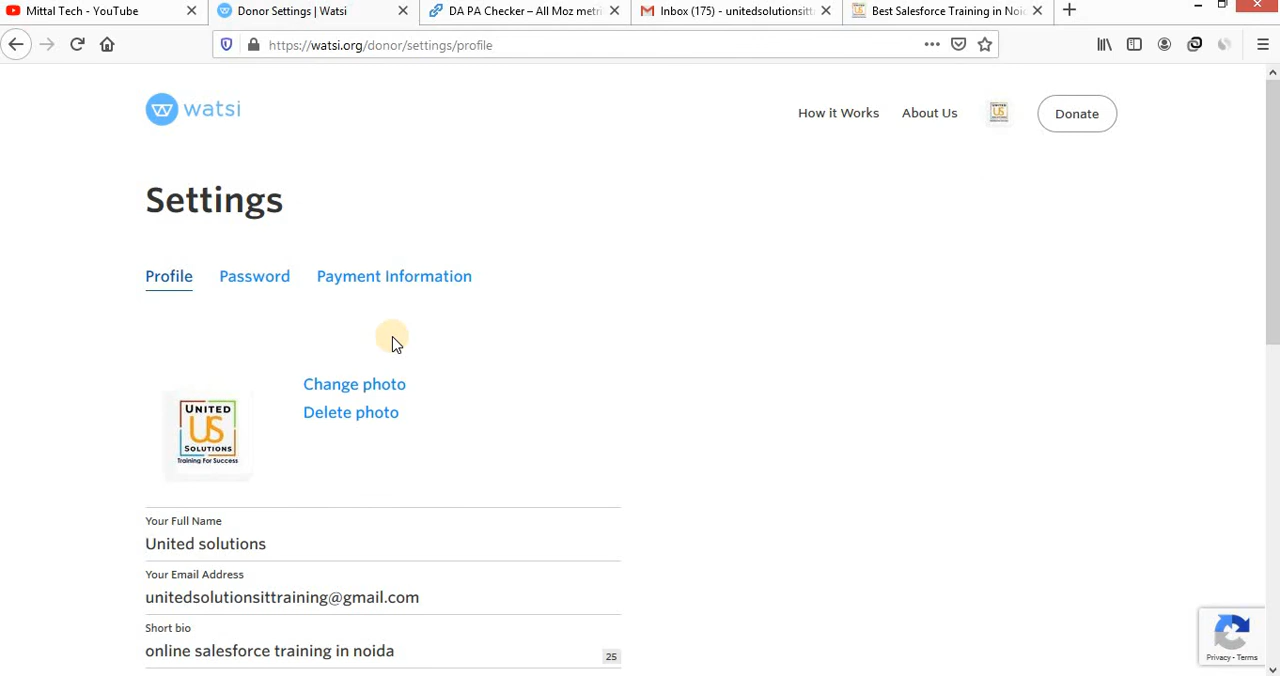 Mittal Tech - YouTube
Donor Settings | Watsi
DA PA Checker – All Moz metri
Inbox (175) - unitedsolutionsitt
Best Salesforce Training in Noid
https://watsi.org/donor/settings/profile
watsi
How it Works
About Us
Donate
Settings
Profile
Password
Payment Information
Change photo
Delete photo
UNITED
US
SOLUTIONS
Training For Success
Your Full Name
United solutions
Your Email Address
unitedsolutionsittraining@gmail.com
Short bio
online salesforce training in noida
25
Privacy - Terms